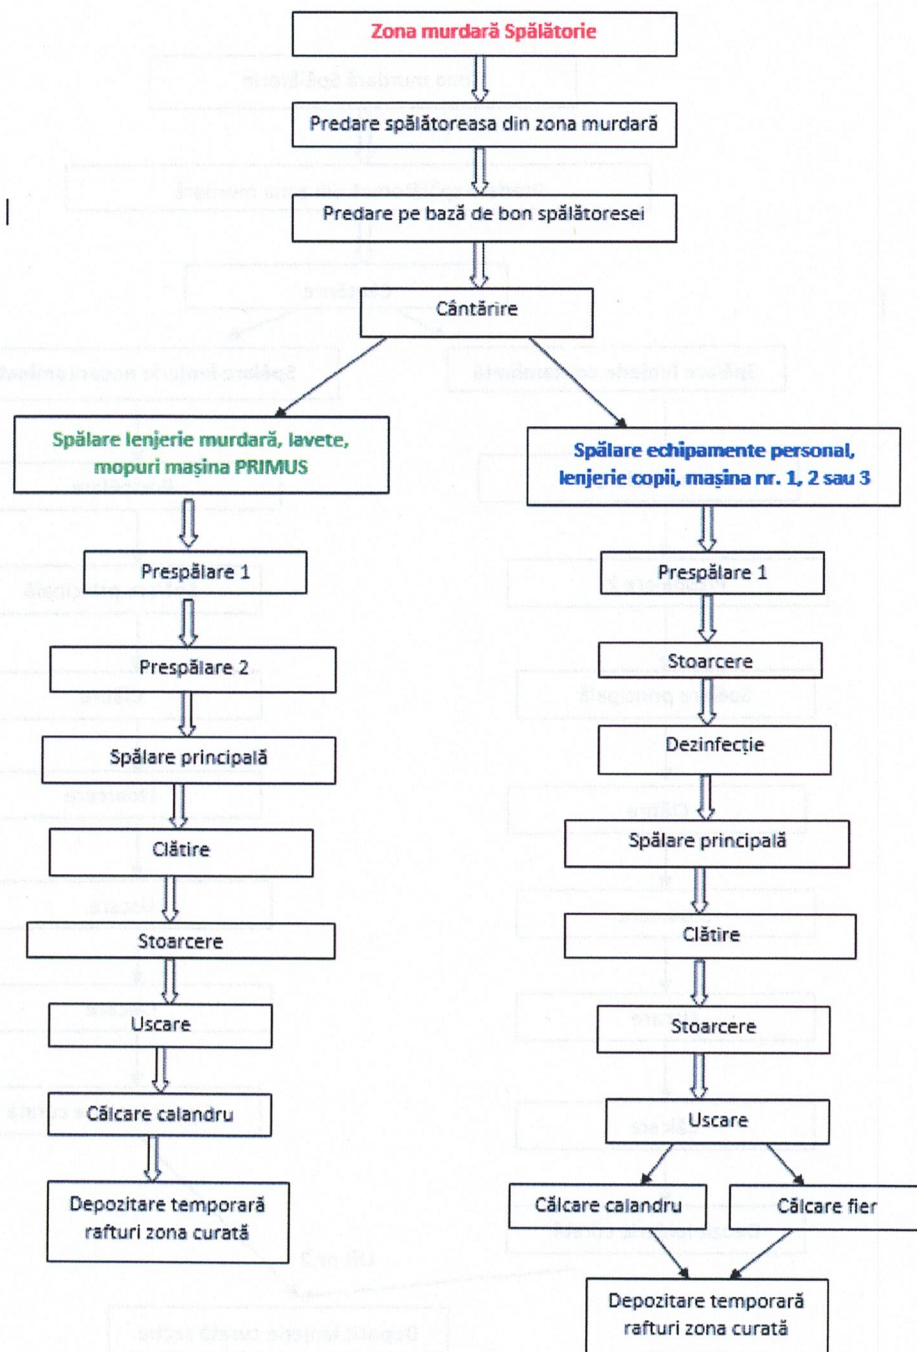 Zona murdară Spălătorie
Predare spălătoreasa din zona murdară
Predare pe bază de bon spălătoresei
Cântărire
Spălare lenjerie murdară, lavete,
mopuri mașina PRIMUS
Prespălare 1
Prespălare 2
Spălare principală
Clătire
Stoarcere
Uscare
Călcare calandru
Depozitare temporară
rafturi zona curată
Spălare echipamente personal,
lenjerie copii, mașina nr. 1, 2 sau 3
Prespălare 1
Stoarcere
Dezinfecție
Spălare principală
Clătire
Stoarcere
Uscare
Călcare calandru
Călcare fier
Depozitare temporară
rafturi zona curată